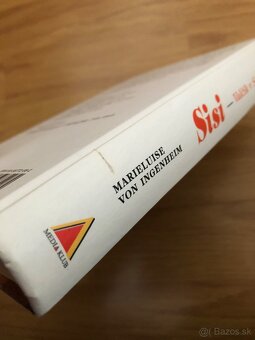 MARIELUISE
VON INGENHEIM
Sisi
MEDIA KLUB
© Bazos.sk